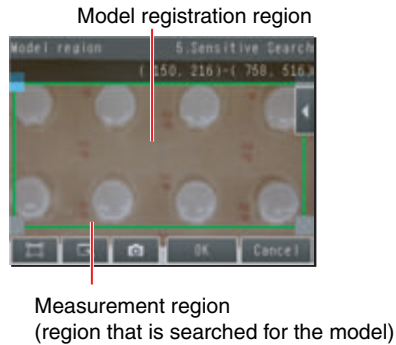 Model registration region
Model region 5.Sensitive Search
( 150, 216)-( 758, 516)
OK Cancel
Measurement region
(region that is searched for the model)